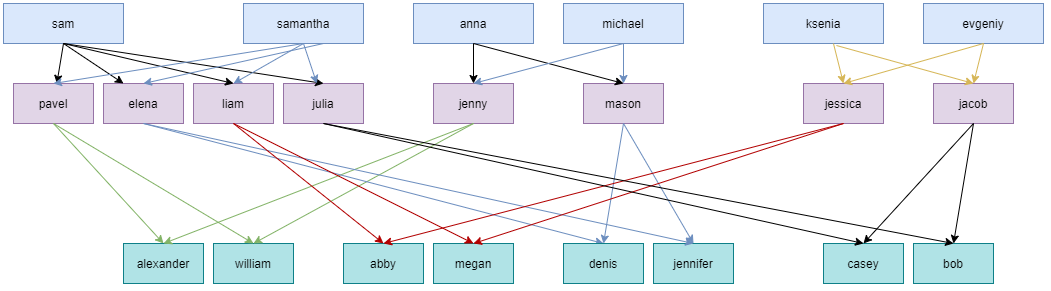 sam
samantha
anna
michael
ksenia
evgeniy
pavel
elena
liam
julia
jenny
mason
jessica
jacob
alexander
william
abby
megan
denis
jennifer
casey
bob